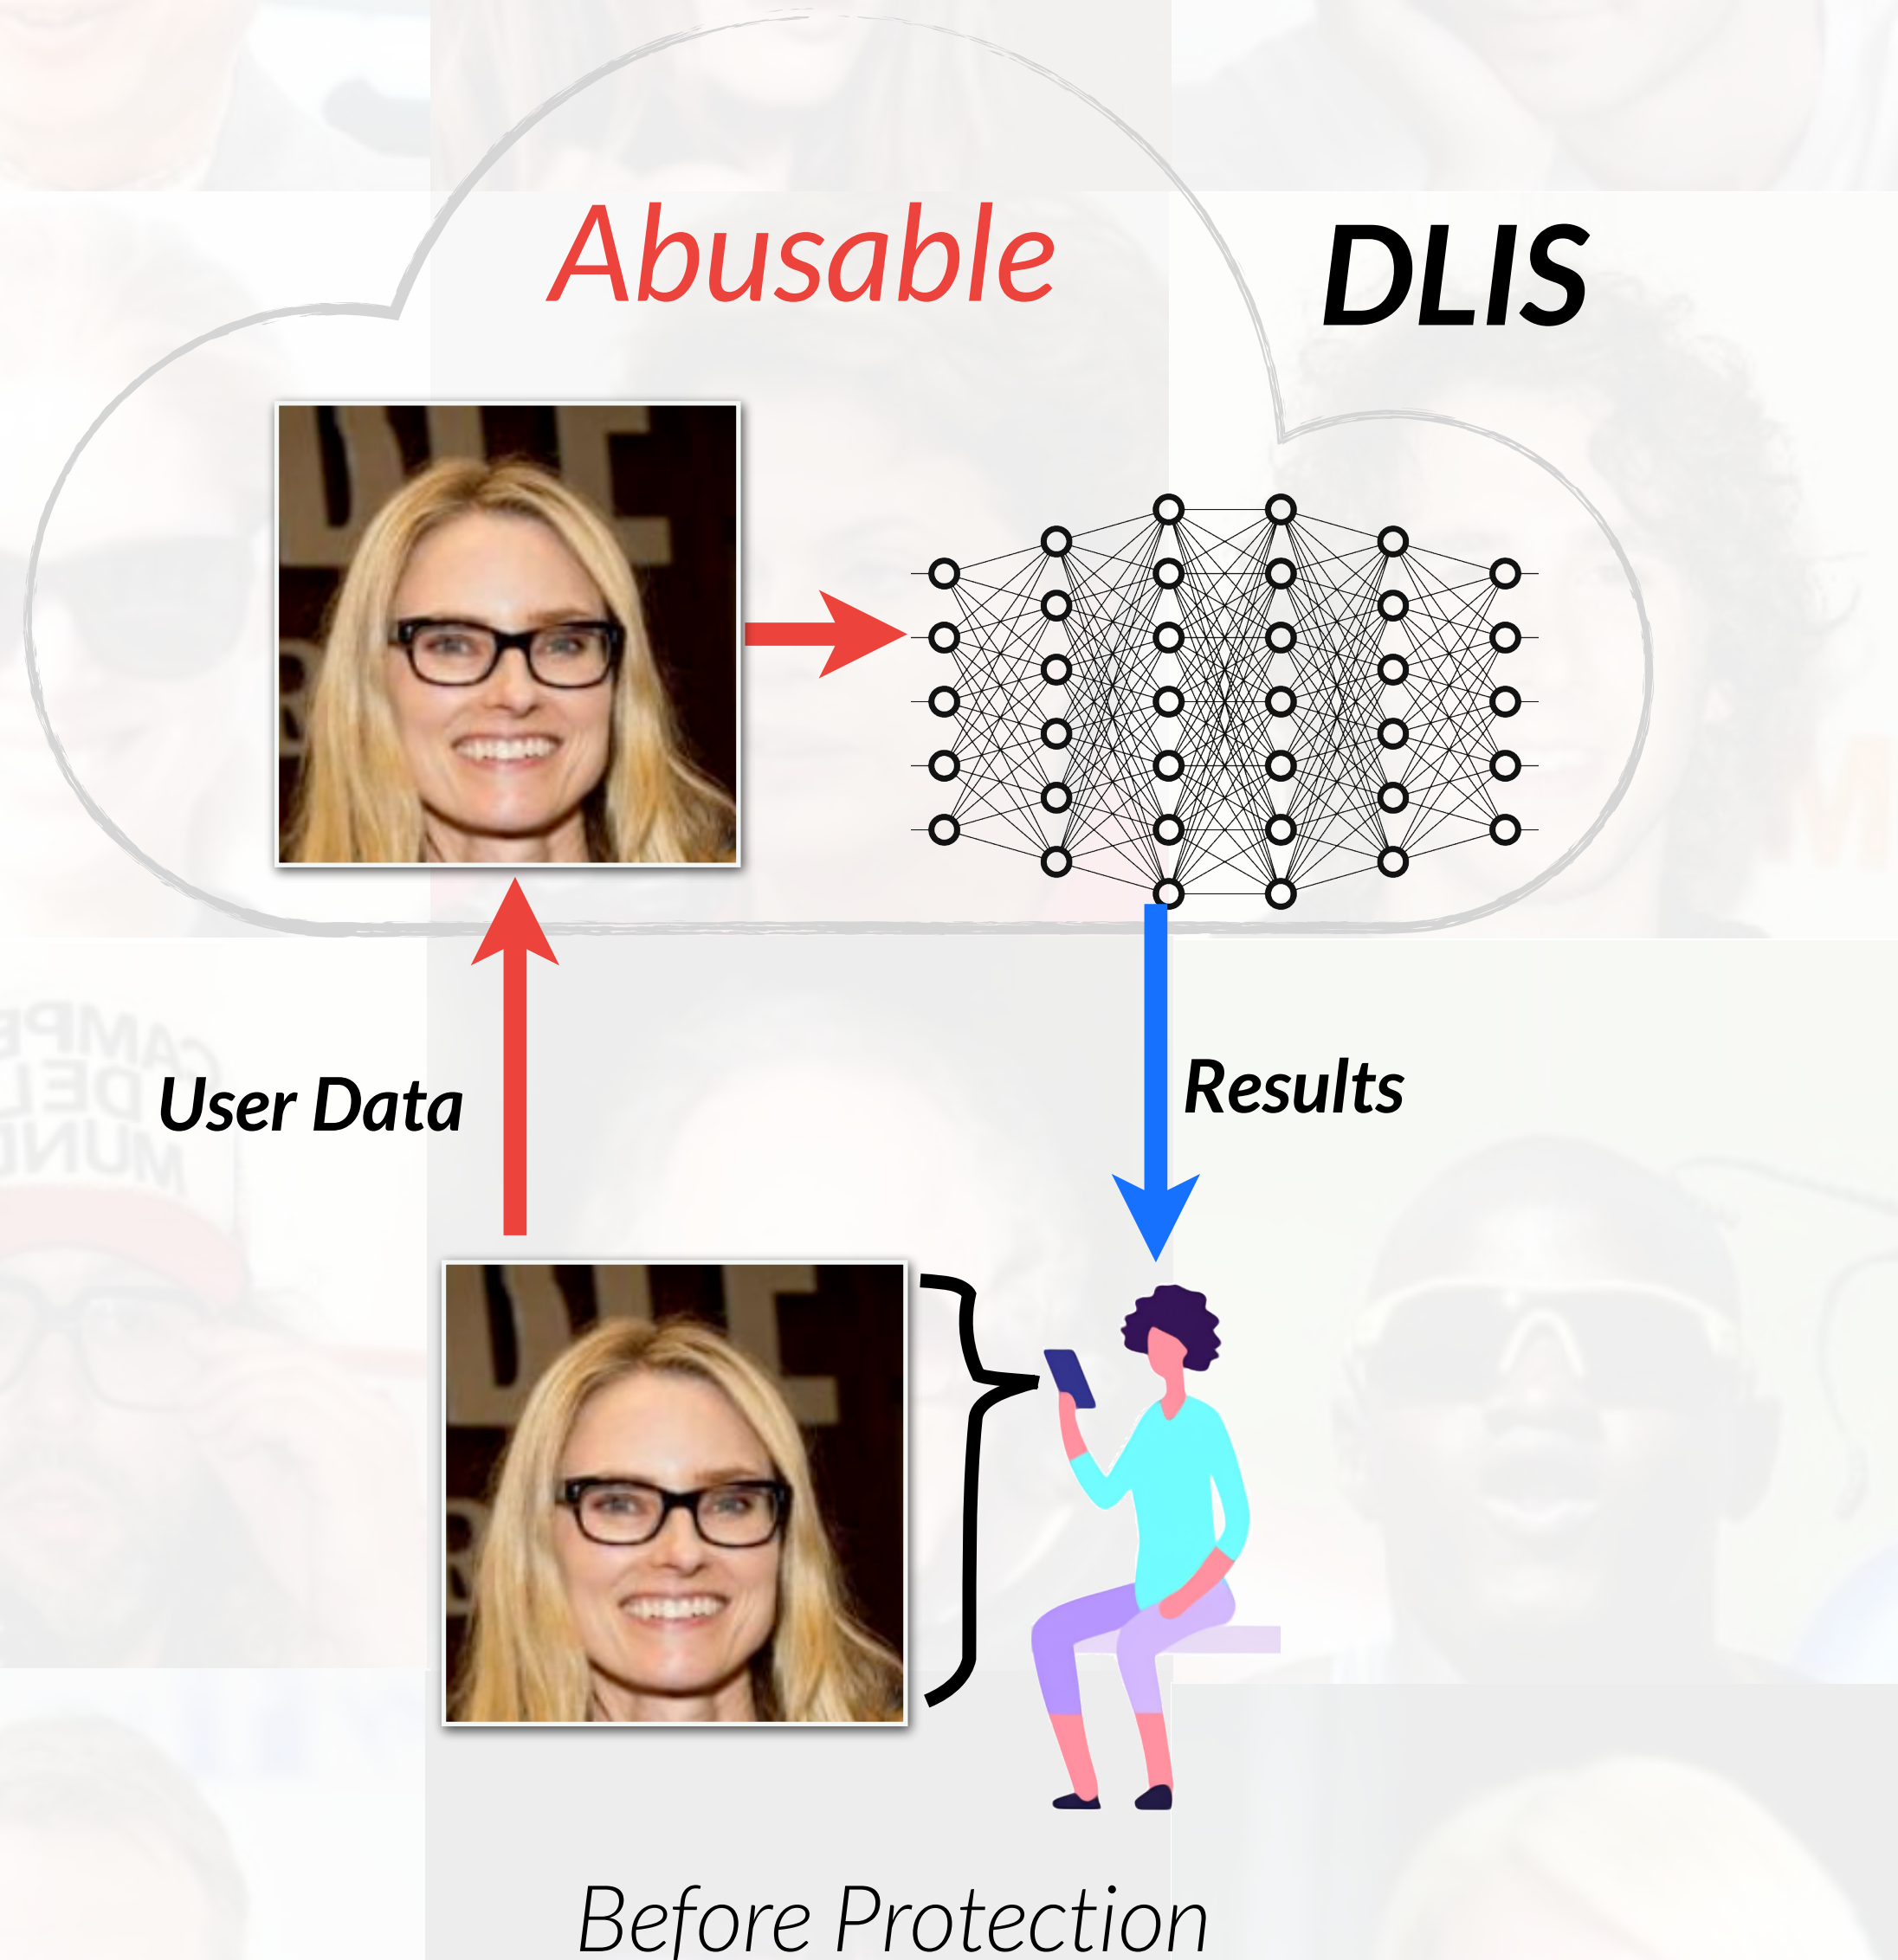 Abusable
DLIS
User Data
Results
Before Protection